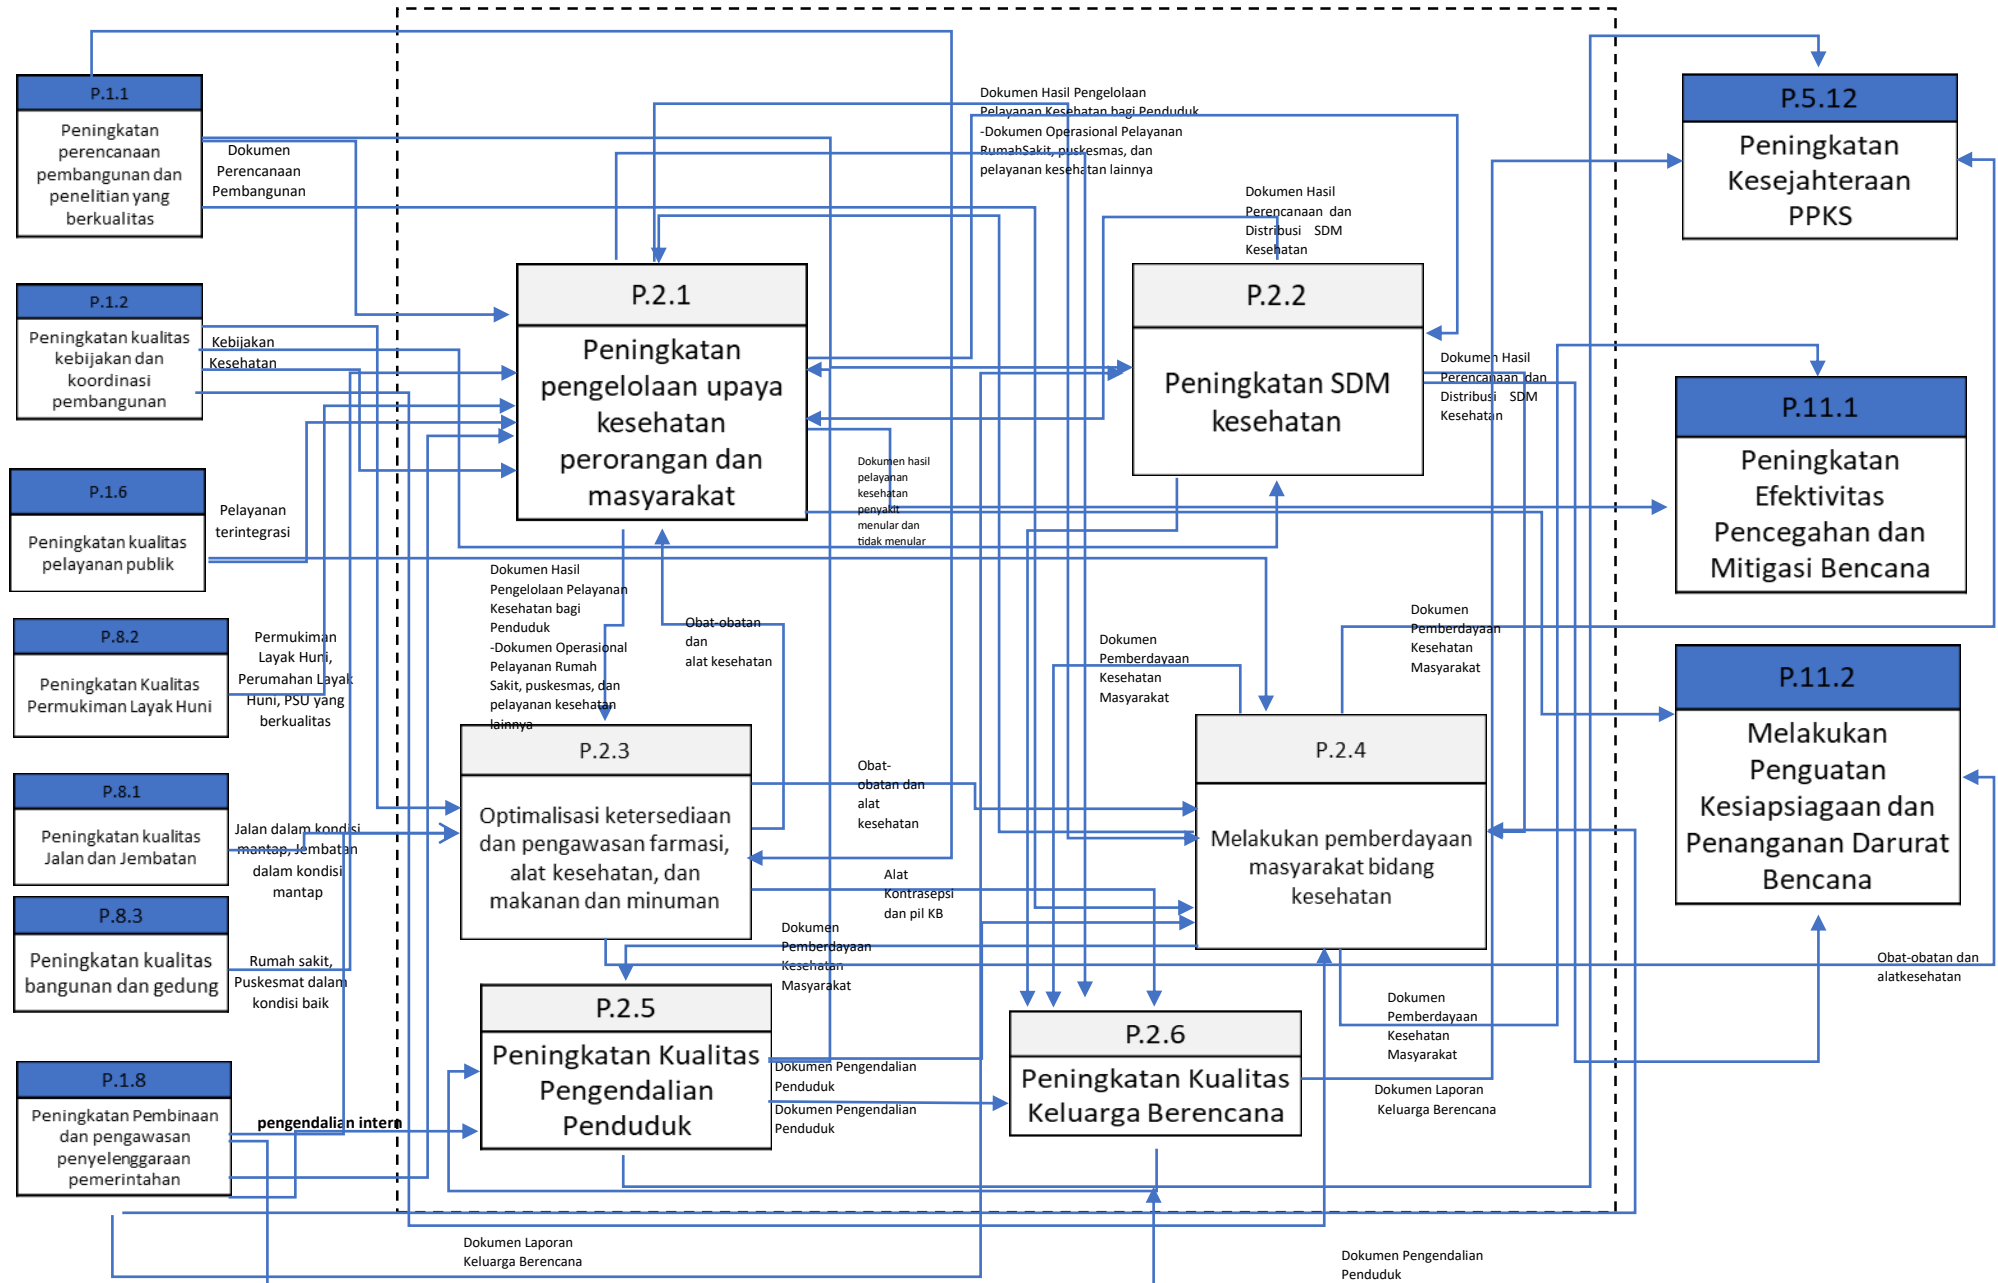 P.1.1
Peningkatan
perencanaan
pembangunan dan
penelitian yang
berkualitas
Dokumen
Perencanaan
Pembangunan
P.1.2
Peningkatan kualitas
kebijakan dan
koordinasi
pembangunan
Kebijakan
Kesehatan
P.1.6
Peningkatan kualitas
pelayanan publik
Pelayanan
terintegrasi
P.8.2
Peningkatan Kualitas
Permukiman Layak Huni
Permukiman
Layak Huni,
Perumahan Layak
Huni, PSU yang
berkualitas
P.8.1
Peningkatan kualitas
Jalan dan Jembatan
Jalan dalam kondisi
mantap, Jembatan
dalam kondisi
mantap
P.8.3
Peningkatan kualitas
bangunan dan gedung
Rumah sakit,
Puskesmat dalam
kondisi baik
P.1.8
Peningkatan Pembinaan
dan pengawasan
penyelenggaraan
pemerintahan
pengendalian intern
Dokumen Hasil Pengelolaan
Pelayanan Kesehatan bagi Penduduk
-Dokumen Operasional Pelayanan
RumahSakit, puskesmas, dan
pelayanan kesehatan lainnya
Dokumen Hasil
Perencanaan dan
Distribusi SDM
Kesehatan
P.2.1
Peningkatan
pengelolaan upaya
kesehatan
perorangan dan
masyarakat
P.2.2
Peningkatan SDM
kesehatan
Dokumen Hasil
Perencanaan dan
Distribusi SDM
Kesehatan
Dokumen hasil
pelayanan
kesehatan
penyakit
menular dan
tidak menular
Dokumen Hasil
Pengelolaan Pelayanan
Kesehatan bagi
Penduduk
-Dokumen Operasional
Pelayanan Rumah
Sakit, puskesmas, dan
pelayanan kesehatan
lainnya
Obat-obatan
dan
alat kesehatan
Dokumen
Pemberdayaan
Kesehatan
Masyarakat
Dokumen
Pemberdayaan
Kesehatan
Masyarakat
P.2.3
Optimalisasi ketersediaan
dan pengawasan farmasi,
alat kesehatan, dan
makanan dan minuman
Obat-
obatan dan
alat
kesehatan
Alat
Kontrasepsi
dan pil KB
P.2.4
Melakukan pemberdayaan
masyarakat bidang
kesehatan
Dokumen
Pemberdayaan
Kesehatan
Masyarakat
P.2.5
Peningkatan Kualitas
Pengendalian
Penduduk
Dokumen Pengendalian
Penduduk
Dokumen Pengendalian
Penduduk
P.2.6
Peningkatan Kualitas
Keluarga Berencana
Dokumen
Pemberdayaan
Kesehatan
Masyarakat
Dokumen Laporan
Keluarga Berencana
P.5.12
Peningkatan
Kesejahteraan
PPKS
P.11.1
Peningkatan
Efektivitas
Pencegahan dan
Mitigasi Bencana
P.11.2
Melakukan
Penguatan
Kesiapsiagaan dan
Penanganan Darurat
Bencana
Obat-obatan dan
alatkesehatan
Dokumen Laporan
Keluarga Berencana
Dokumen Pengendalian
Penduduk